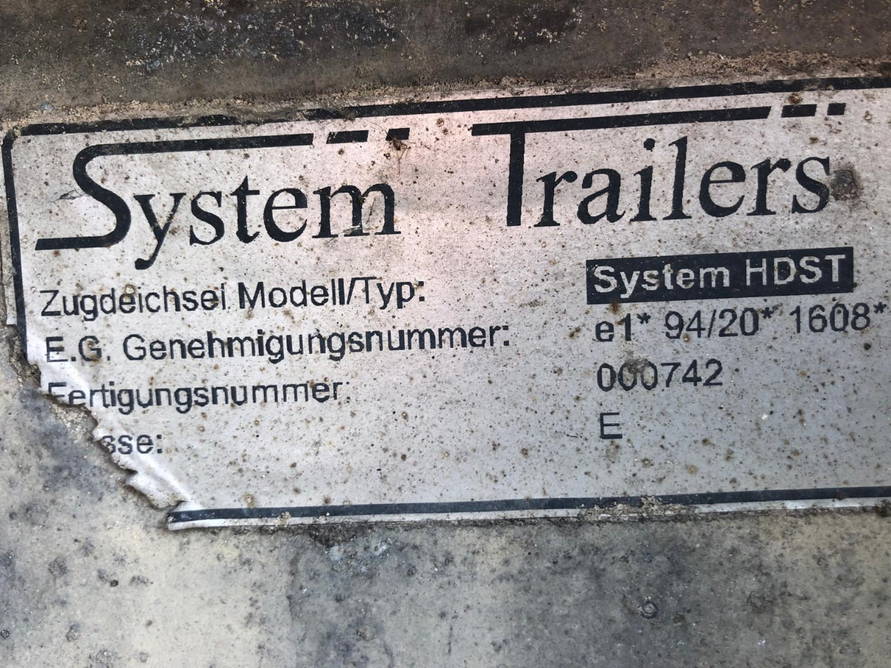 System Trailers
Zugdeichsel Modell/Typ: System HDST
E.G. Genehmigungsnummer: e1* 94/20* 1608*
Fertigungsnummer: 000742
sse: E